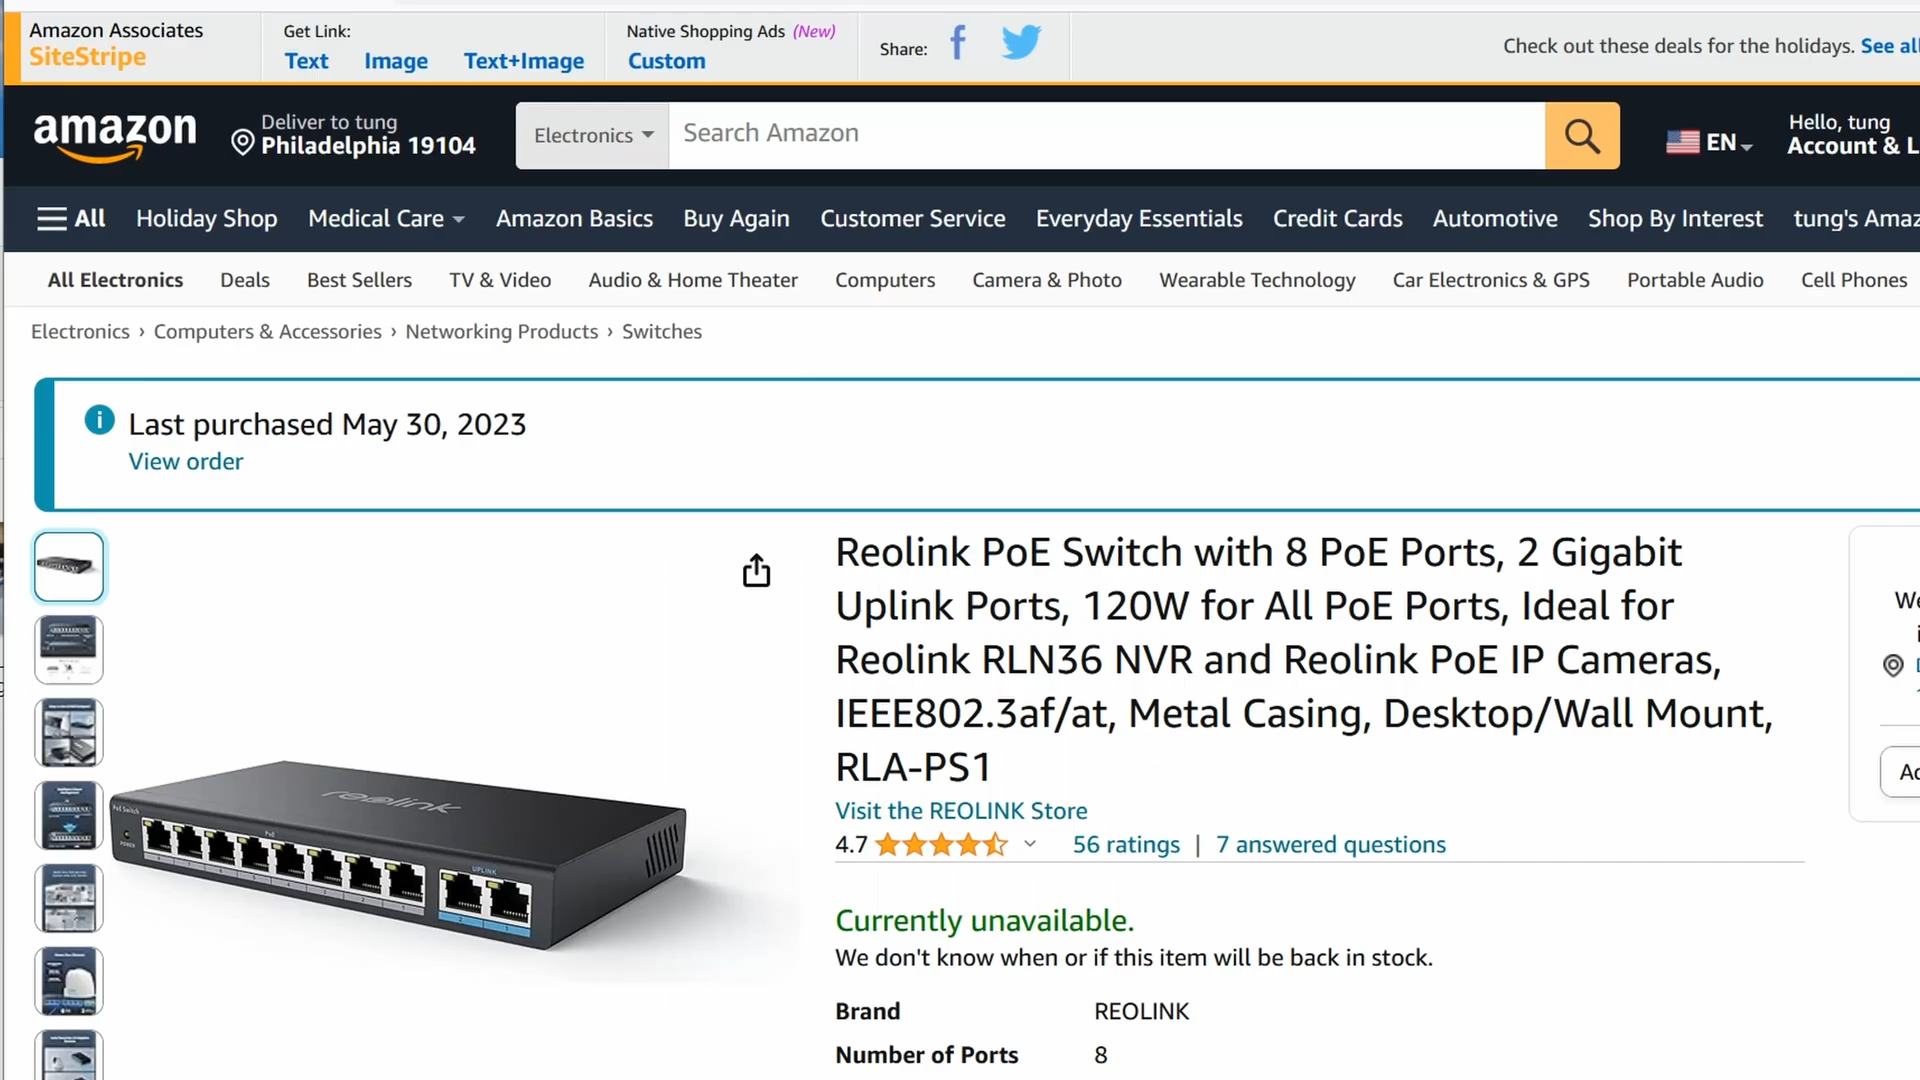 Amazon Associates
SiteStripe
Get Link:
Text Image Text+Image
Native Shopping Ads (New)
Custom
Share:
Check out these deals for the holidays. See all
amazon
Deliver to tung
Philadelphia 19104
Electronics
Search Amazon
EN
Hello, tung
Account & L
All Holiday Shop Medical Care Amazon Basics Buy Again Customer Service Everyday Essentials Credit Cards Automotive Shop By Interest tung's Amaz
All Electronics Deals Best Sellers TV & Video Audio & Home Theater Computers Camera & Photo Wearable Technology Car Electronics & GPS Portable Audio Cell Phones
Electronics › Computers & Accessories › Networking Products › Switches
Last purchased May 30, 2023
View order
Reolink PoE Switch with 8 PoE Ports, 2 Gigabit
Uplink Ports, 120W for All PoE Ports, Ideal for
Reolink RLN36 NVR and Reolink PoE IP Cameras,
IEEE802.3af/at, Metal Casing, Desktop/Wall Mount,
RLA-PS1
Visit the REOLINK Store
4.7 56 ratings | 7 answered questions
Currently unavailable.
We don't know when or if this item will be back in stock.
Brand REOLINK
Number of Ports 8
We
Ad
reolink
PoE Switch
PoE
POWER
UPLINK